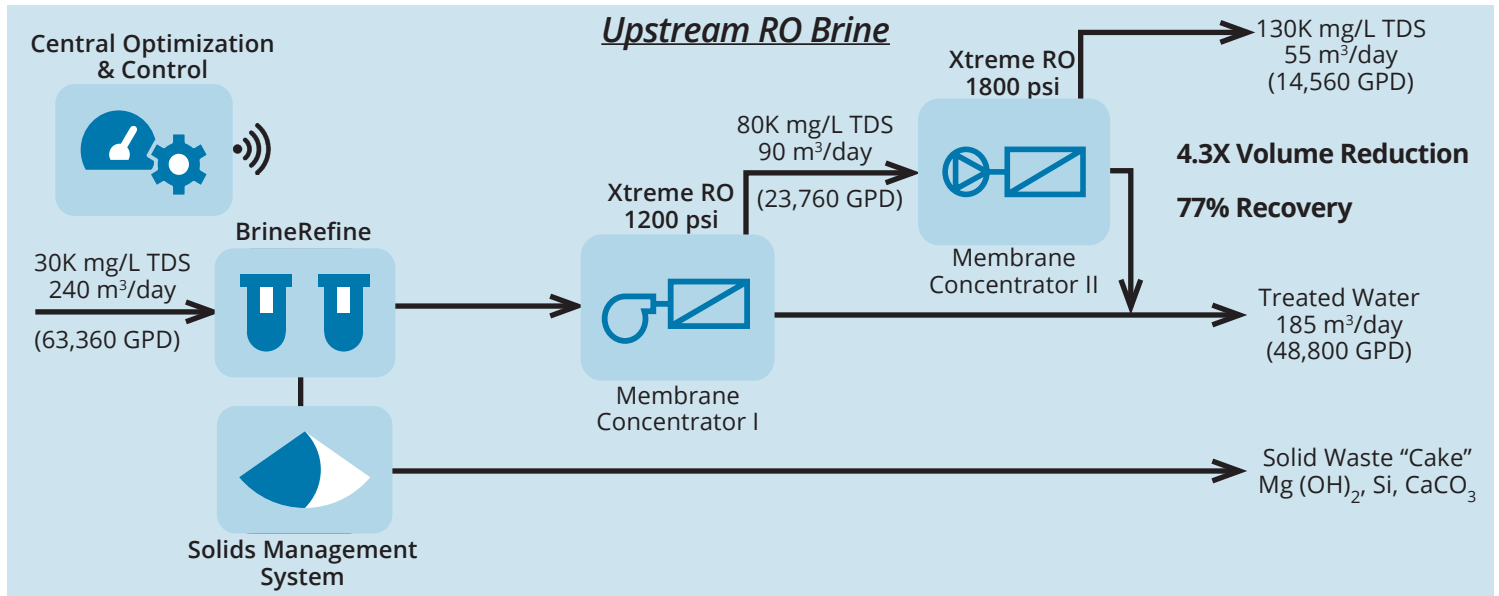 Upstream RO Brine
Central Optimization
& Control
BrineRefine
30K mg/L TDS
240 m³/day
(63,360 GPD)
Solids Management
System
Xtreme RO
1200 psi
Membrane
Concentrator I
80K mg/L TDS
90 m³/day
(23,760 GPD)
Xtreme RO
1800 psi
Membrane
Concentrator II
130K mg/L TDS
55 m³/day
(14,560 GPD)
4.3X Volume Reduction
77% Recovery
Treated Water
185 m³/day
(48,800 GPD)
Solid Waste “Cake”
Mg (OH)₂, Si, CaCO₃